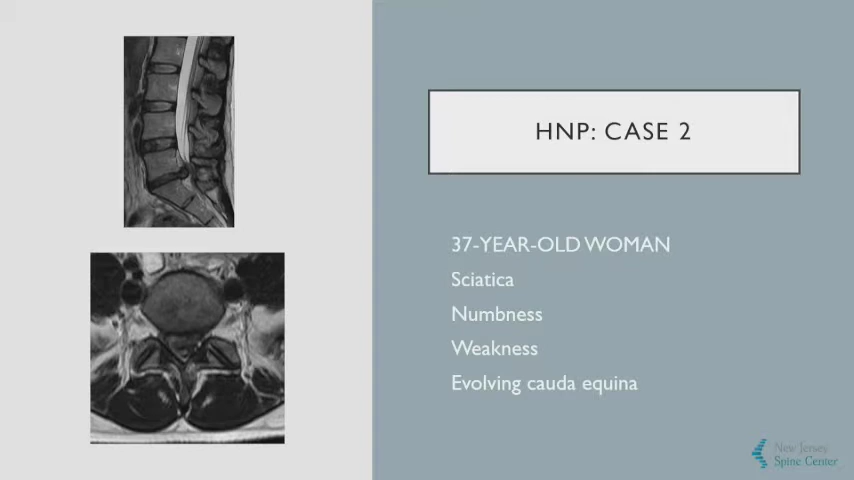 HNP: CASE 2
37-YEAR-OLD WOMAN
Sciatica
Numbness
Weakness
Evolving cauda equina
New Jersey
Spine Center